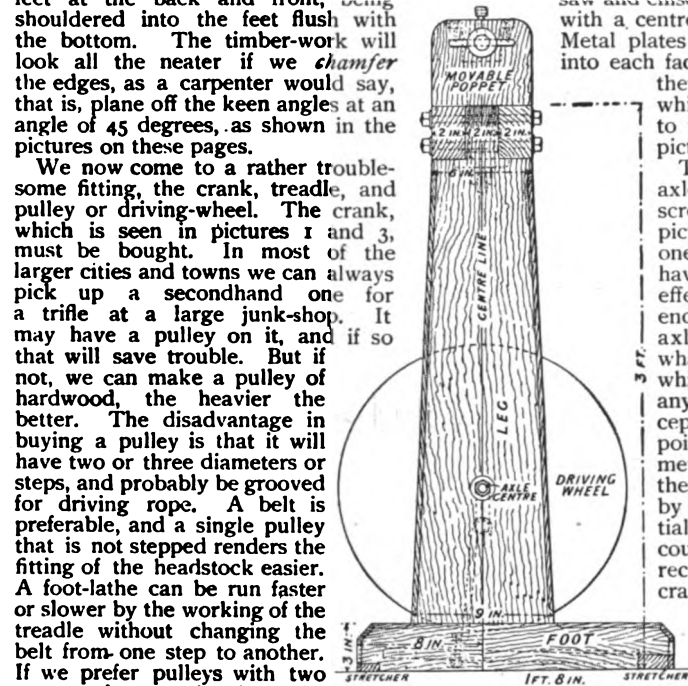 feet at the back and front, being
shouldered into the feet flush with
the bottom. The timber-work will
look all the neater if we chamfer
the edges, as a carpenter would say,
that is, plane off the keen angles at an
angle of 45 degrees, as shown in the
pictures on these pages.
We now come to a rather trouble-
some fitting, the crank, treadle, and
pulley or driving-wheel. The crank,
which is seen in pictures 1 and 3,
must be bought. In most of the
larger cities and towns we can always
pick up a secondhand one for
a trifle at a large junk-shop. It
may have a pulley on it, and if so
that will save trouble. But if
not, we can make a pulley of
hardwood, the heavier the
better. The disadvantage in
buying a pulley is that it will
have two or three diameters or
steps, and probably be grooved
for driving rope. A belt is
preferable, and a single pulley
that is not stepped renders the
fitting of the headstock easier.
A foot-lathe can be run faster
or slower by the working of the
treadle without changing the
belt from one step to another.
If we prefer pulleys with two
MOVABLE
POPPET
2 IN. 2 IN. 2 IN.
6 IN.
CENTRE LINE
LEG
AXLE
CENTRE
DRIVING
WHEEL
3 FT.
9 IN.
8 IN.
FOOT
3 IN.
STRETCHER
1 FT. 8 IN.
STRETCHER
with a centre
Metal plates
into each fac
the
whi
to
pict
T
axl
scre
pic
one
hav
effe
enc
axl
wh
whi
any
cep
poi
me
the
by
tial
cou
rec
cra